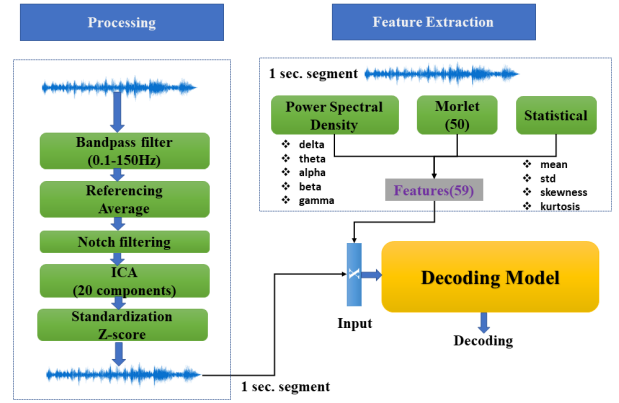 Processing
Feature Extraction
1 sec. segment
Power Spectral
Density
Morlet
(50)
Statistical
❖ delta
❖ theta
❖ alpha
❖ beta
❖ gamma
❖ mean
❖ std
❖ skewness
❖ kurtosis
Features(59)
Bandpass filter
(0.1-150Hz)
Referencing
Average
Notch filtering
ICA
(20 components)
Standardization
Z-score
1 sec. segment
Input
Decoding Model
Decoding